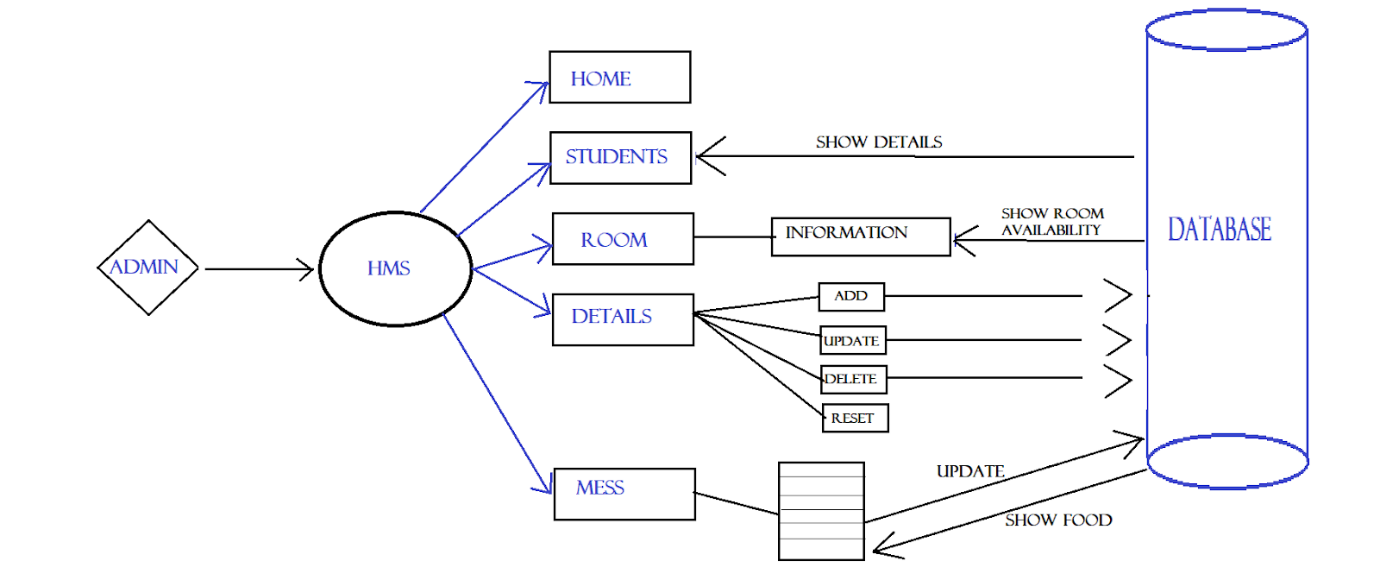 HOME
STUDENTS
SHOW DETAILS
ROOM
INFORMATION
SHOW ROOM
AVAILABILITY
DATABASE
ADMIN
HMS
DETAILS
ADD
UPDATE
DELETE
RESET
MESS
UPDATE
SHOW FOOD